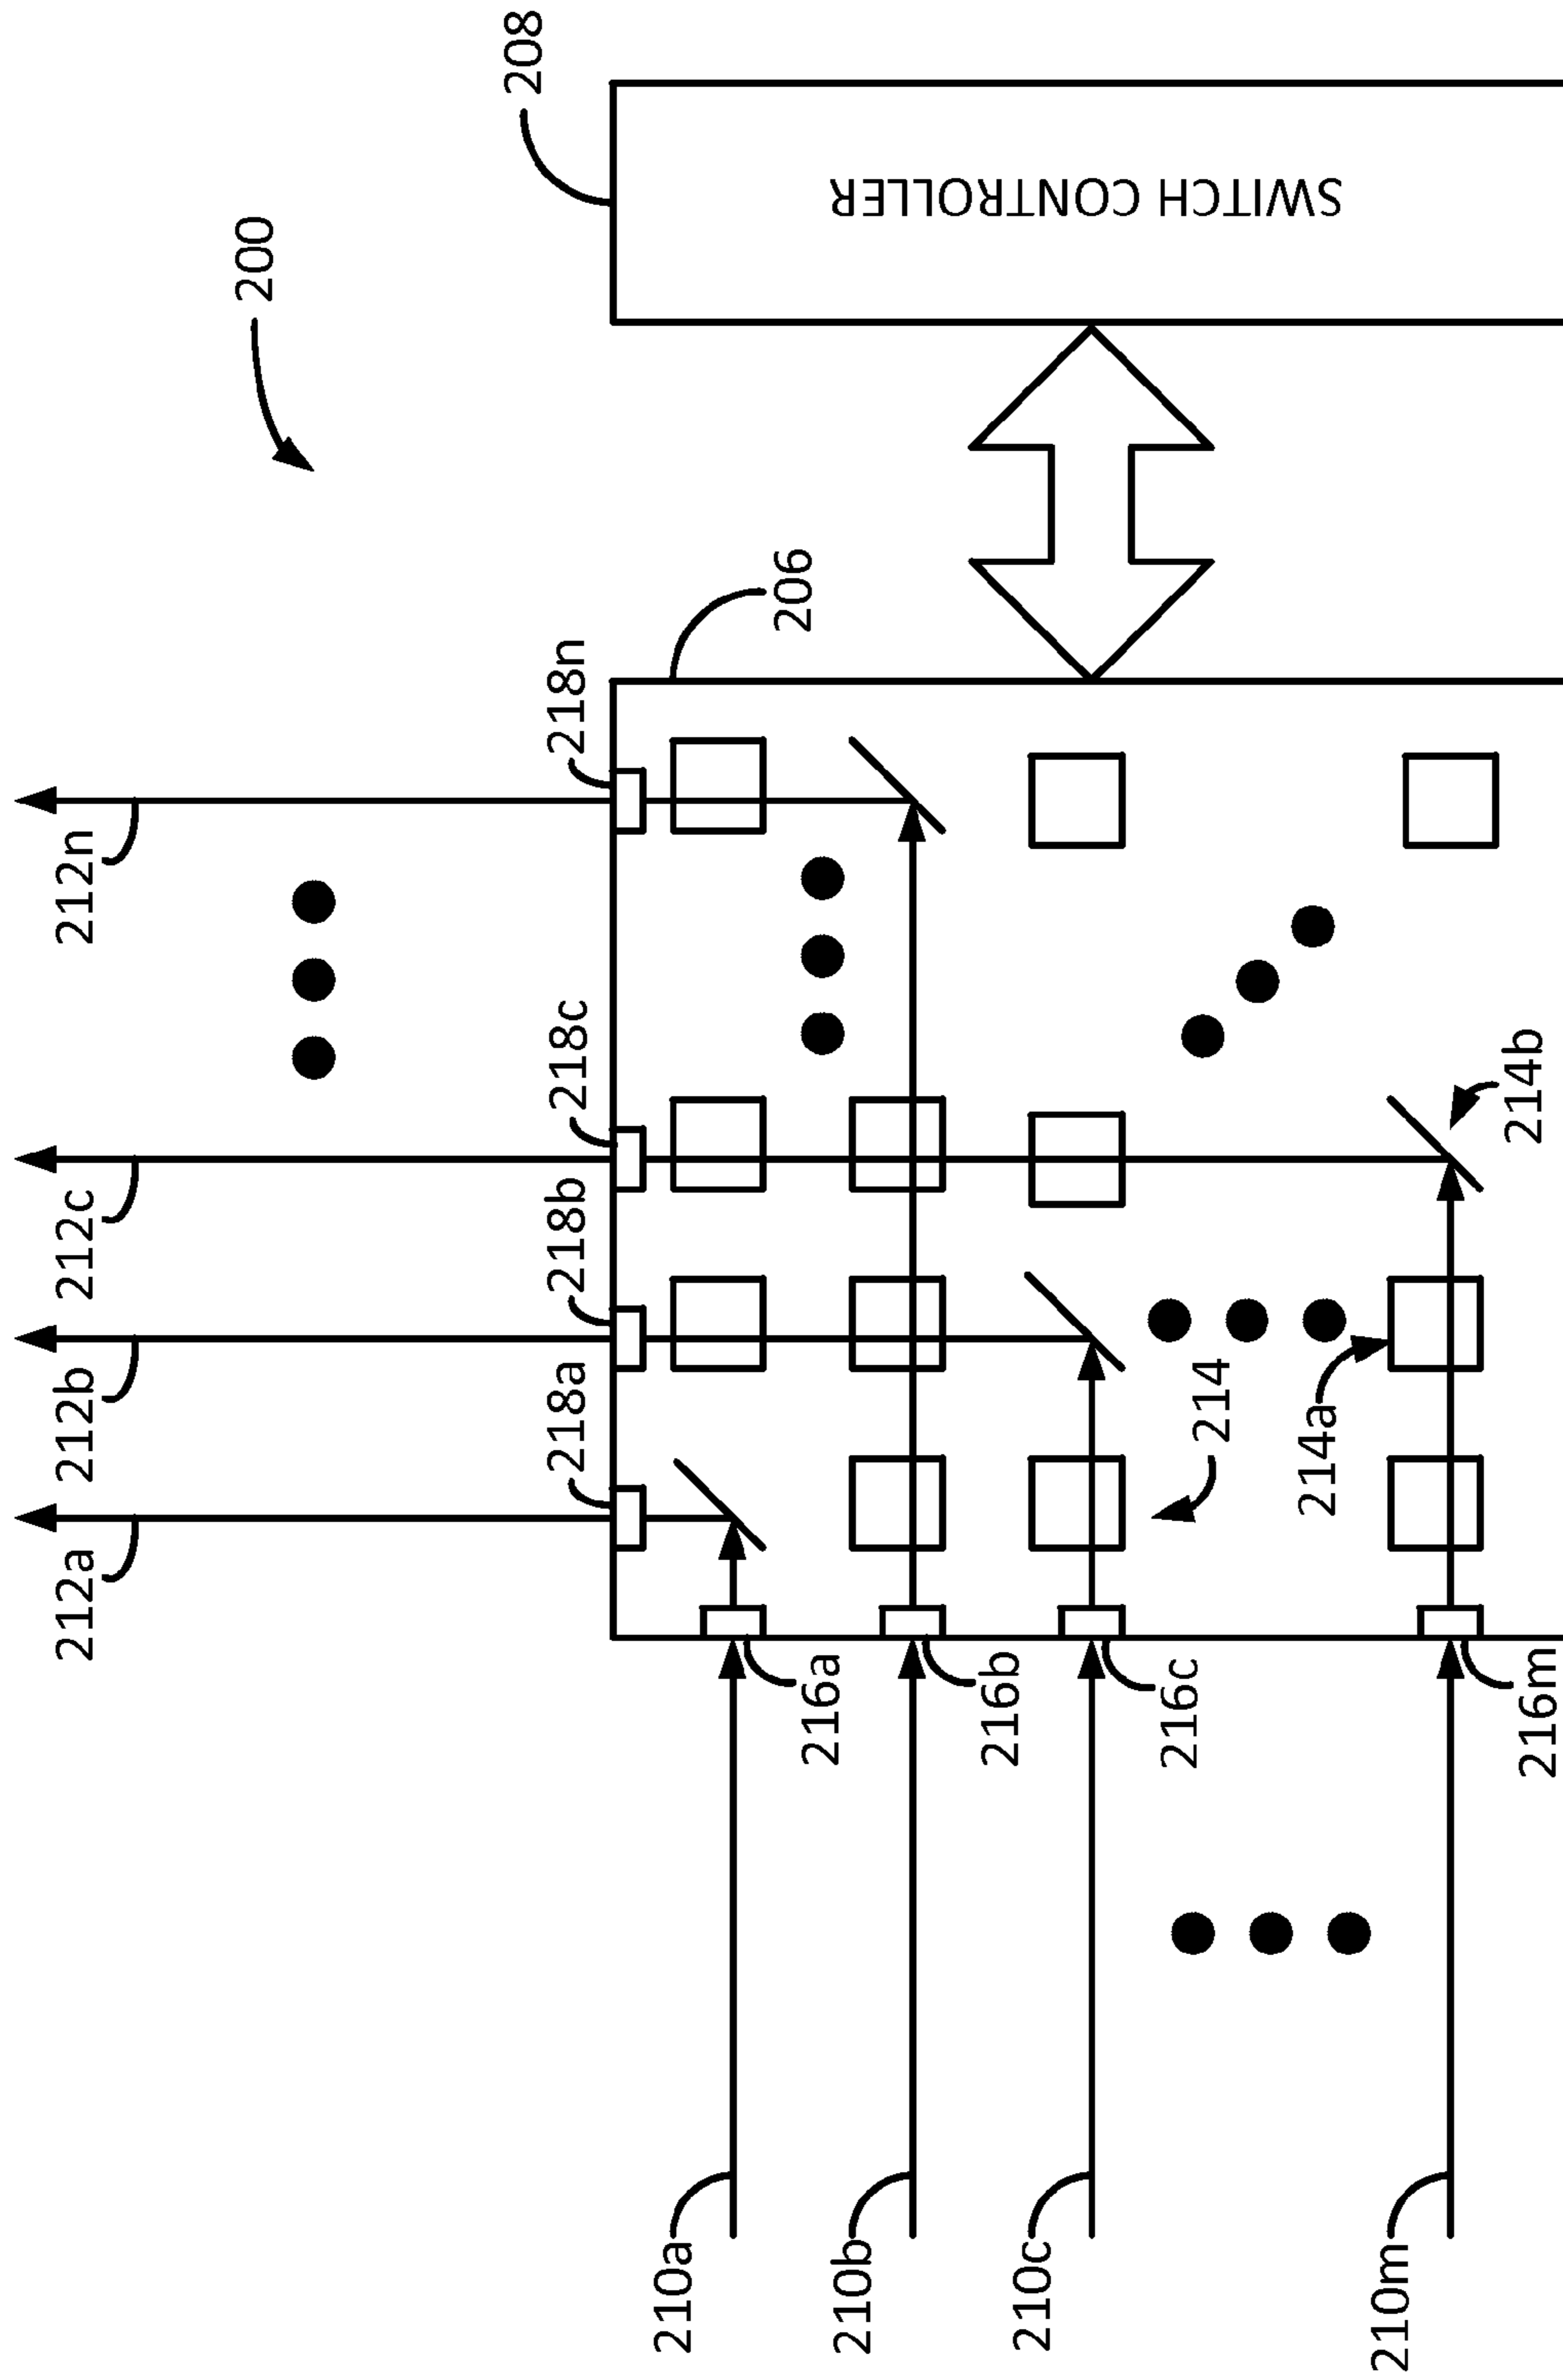 200
212a
212b
212c
212n
218a
218b
218c
218n
206
208
SWITCH CONTROLLER
210a
210b
210c
210m
216a
216b
216c
216m
214
214a
214b